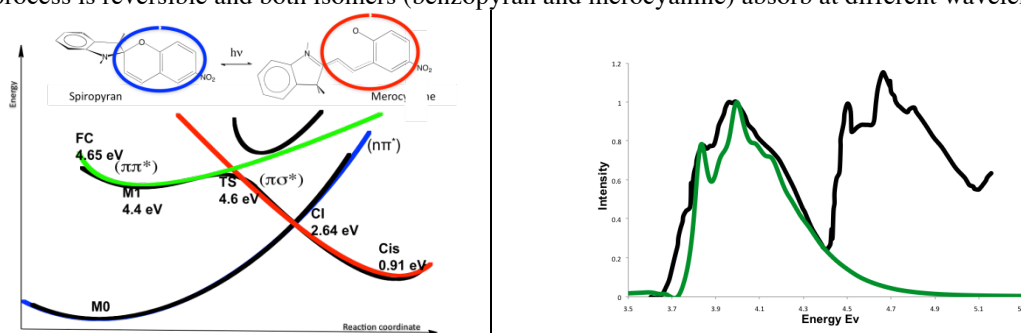 process is reversible and both isomers (benzopyran and merocyanine) absorb at different wavele
Energy
O
N
NO₂
Spiropyran
hν
O
N
NO₂
FC
4.65 eV
(ππ*)
M1
4.4 eV
TS
4.6 eV
(πσ*)
(nπ*)
CI
2.64 eV
Cis
0.91 eV
M0
Reaction coordinate
Intensity
1.2
1
0.8
0.6
0.4
0.2
0
3.5 3.7 3.9 4.1 4.3 4.5 4.7 4.9 5.1
Energy Ev